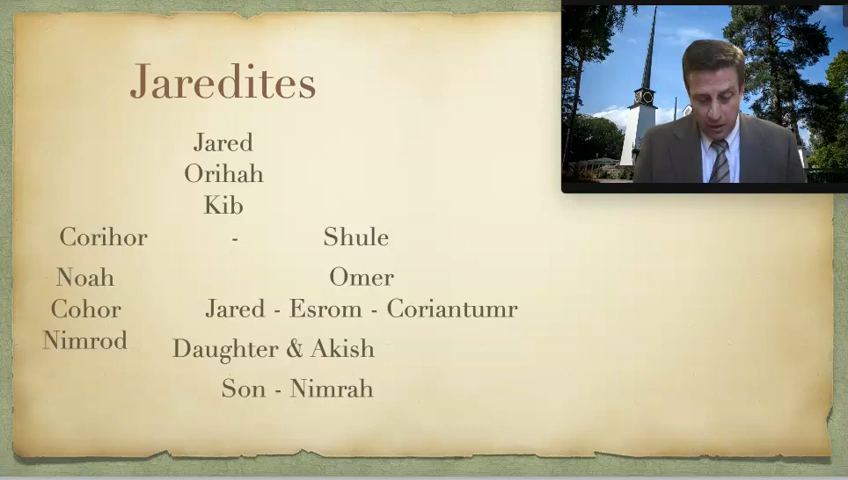 Jaredites
Jared
Orihah
Kib
Corihor - Shule
Noah Omer
Cohor Jared - Esrom - Coriantumr
Nimrod Daughter & Akish
Son - Nimrah